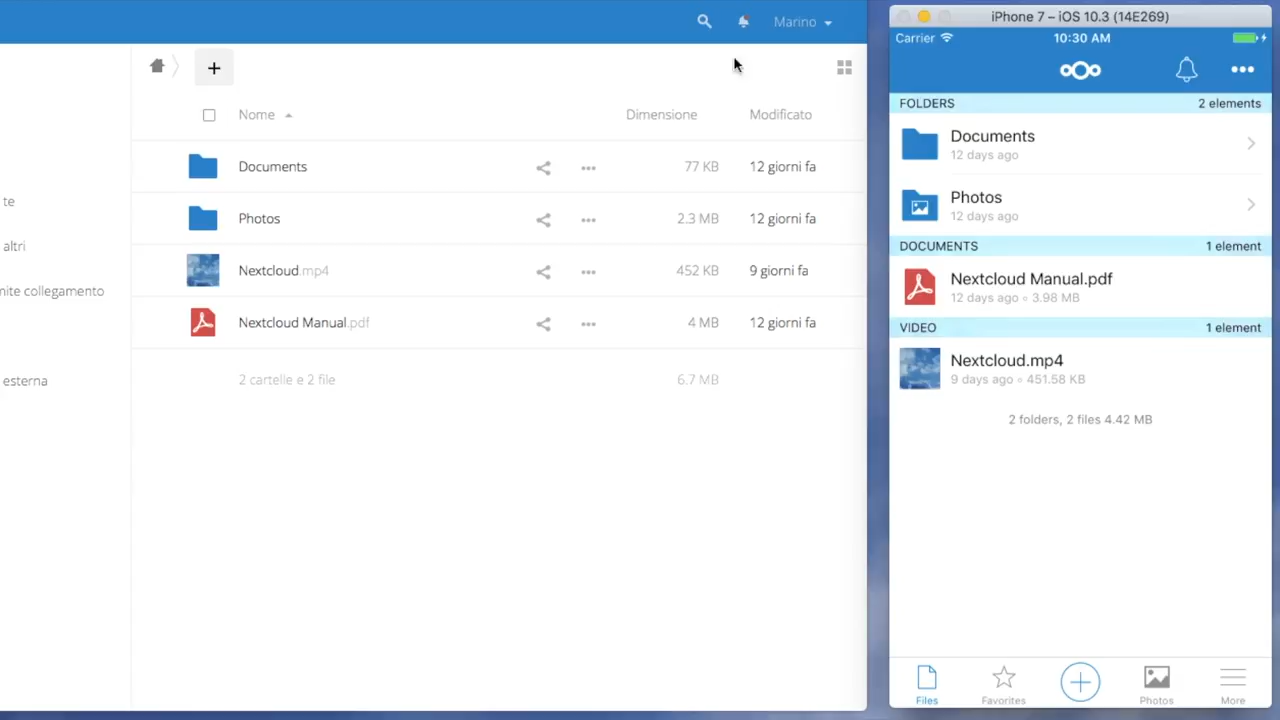 Marino
te
altri
mite collegamento
esterna
Nome Dimensione Modificato
Documents 77 KB 12 giorni fa
Photos 2.3 MB 12 giorni fa
Nextcloud.mp4 452 KB 9 giorni fa
Nextcloud Manual.pdf 4 MB 12 giorni fa
2 cartelle e 2 file 6.7 MB
iPhone 7 – iOS 10.3 (14E269)
Carrier 10:30 AM
FOLDERS 2 elements
Documents
12 days ago
Photos
12 days ago
DOCUMENTS 1 element
Nextcloud Manual.pdf
12 days ago ∘ 3.98 MB
VIDEO 1 element
Nextcloud.mp4
9 days ago ∘ 451.58 KB
2 folders, 2 files 4.42 MB
Files Favorites Photos More